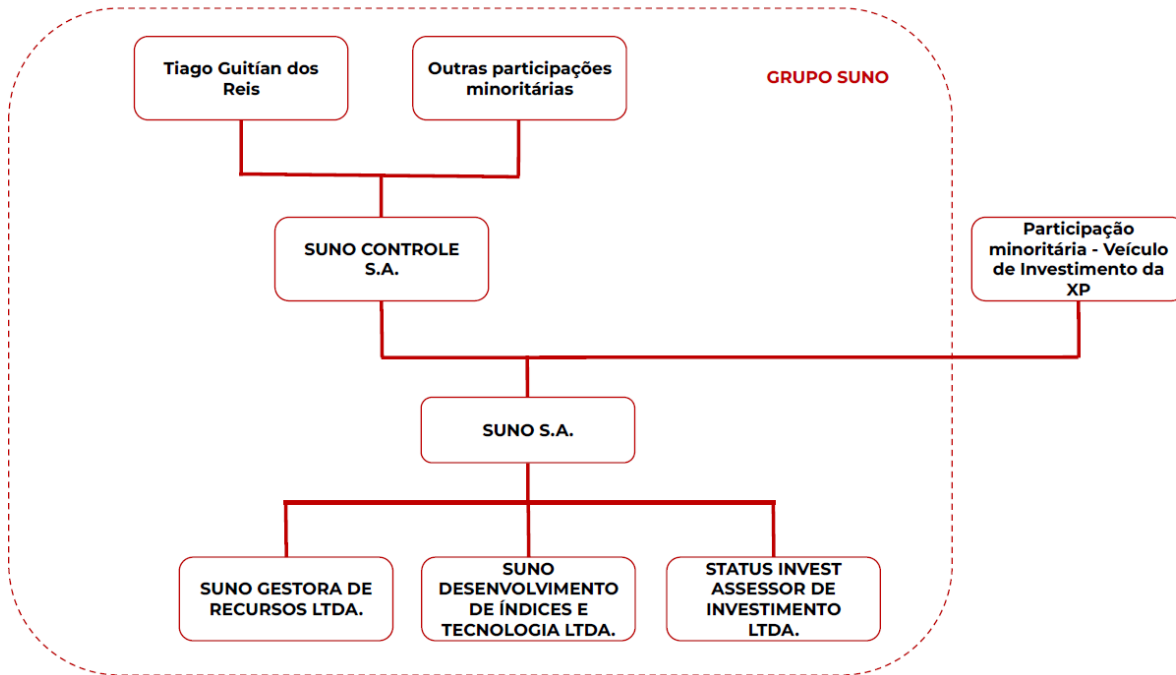 Tiago Guitían dos
Reis
Outras participações
minoritárias
GRUPO SUNO
SUNO CONTROLE
S.A.
Participação
minoritária - Veículo
de Investimento da
XP
SUNO S.A.
SUNO GESTORA DE
RECURSOS LTDA.
SUNO
DESENVOLVIMENTO
DE ÍNDICES E
TECNOLOGIA LTDA.
STATUS INVEST
ASSESSOR DE
INVESTIMENTO
LTDA.